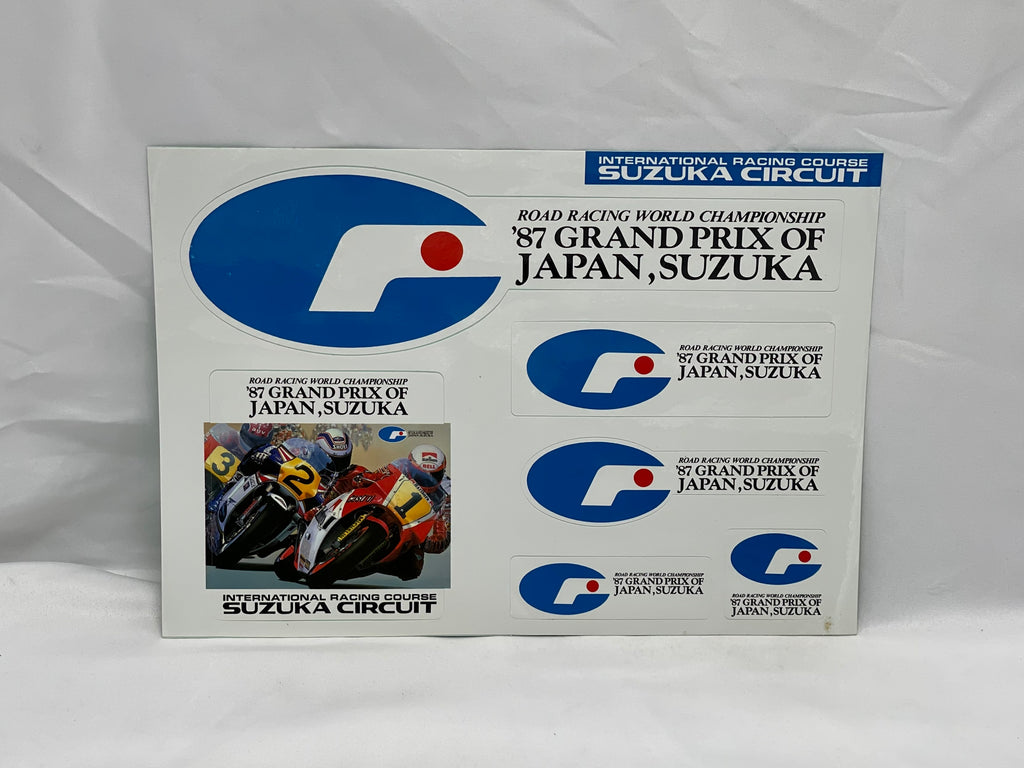 INTERNATIONAL RACING COURSE
SUZUKA CIRCUIT
ROAD RACING WORLD CHAMPIONSHIP
'87 GRAND PRIX OF
JAPAN, SUZUKA
ROAD RACING WORLD CHAMPIONSHIP
'87 GRAND PRIX OF
JAPAN, SUZUKA
ROAD RACING WORLD CHAMPIONSHIP
'87 GRAND PRIX OF
JAPAN, SUZUKA
3
2
1
BELL
INTERNATIONAL RACING COURSE
SUZUKA CIRCUIT
ROAD RACING WORLD CHAMPIONSHIP
'87 GRAND PRIX OF
JAPAN, SUZUKA
ROAD RACING WORLD CHAMPIONSHIP
'87 GRAND PRIX OF
JAPAN, SUZUKA
ROAD RACING WORLD CHAMPIONSHIP
'87 GRAND PRIX OF
JAPAN, SUZUKA